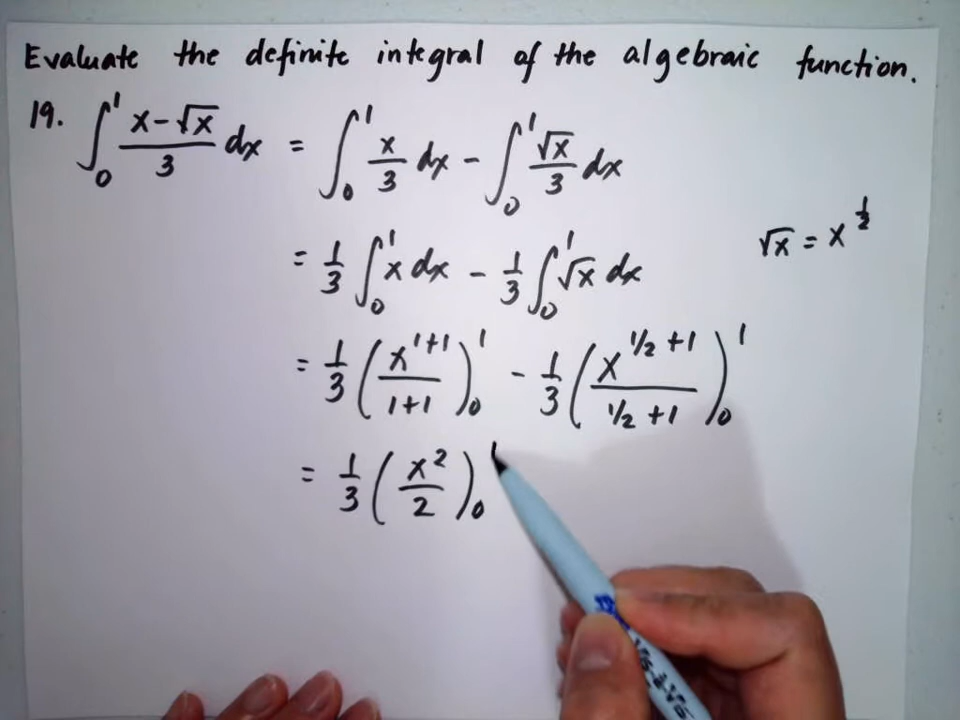 Evaluate the definite integral of the algebraic function.
19. ∫₀¹ (x-√x)/3 dx = ∫₀¹ x/3 dx - ∫₀¹ √x/3 dx
= 1/3 ∫₀¹ x dx - 1/3 ∫₀¹ √x dx
√x = x^(1/2)
= 1/3 (x^(1+1)/(1+1))₀¹ - 1/3 (x^(1/2 +1)/(1/2 +1))₀¹
= 1/3 (x²/2)₀¹